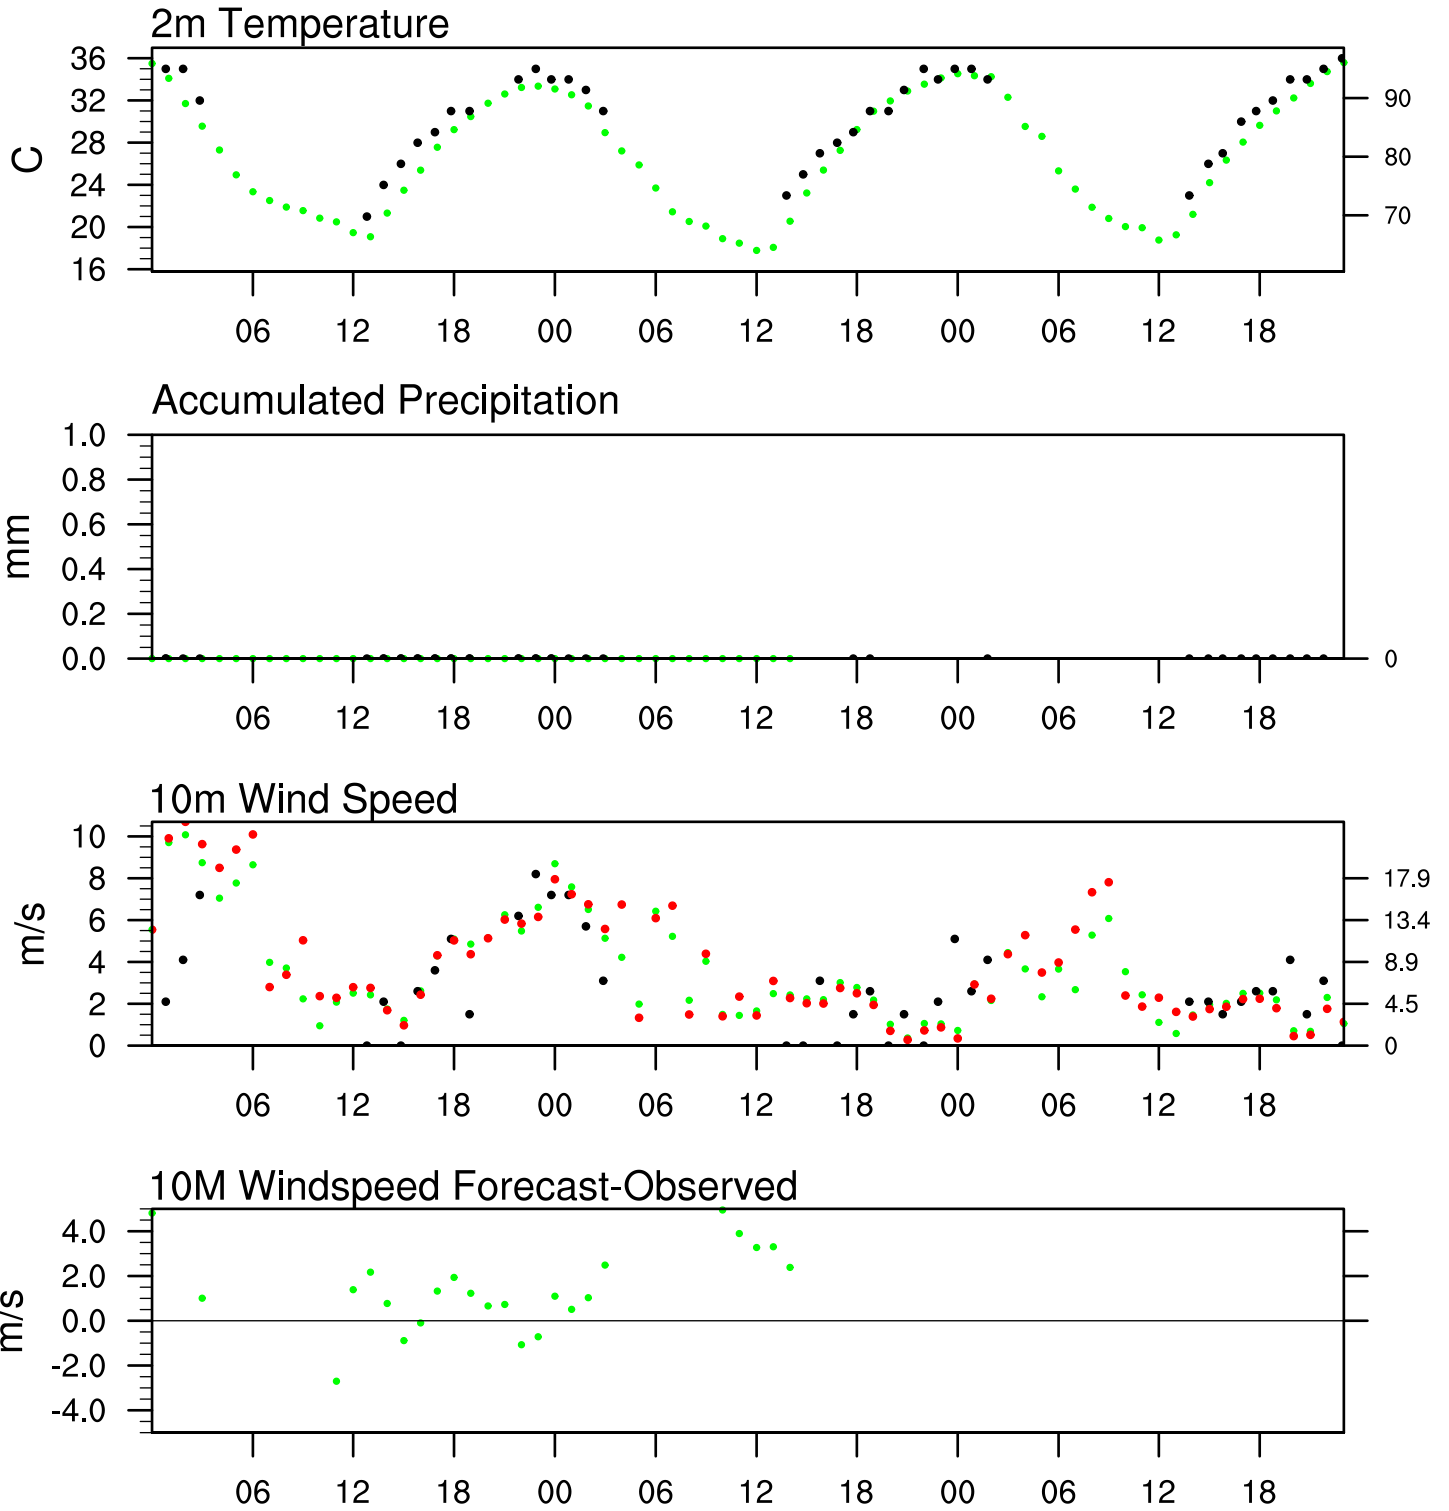 2m Temperature
36
32
28
24
20
16
C
90
80
70
06 12 18 00 06 12 18 00 06 12 18
Accumulated Precipitation
1.0
0.8
0.6
0.4
0.2
0.0
mm
0
06 12 18 00 06 12 18 00 06 12 18
10m Wind Speed
10
8
6
4
2
0
m/s
17.9
13.4
8.9
4.5
0
06 12 18 00 06 12 18 00 06 12 18
10M Windspeed Forecast-Observed
4.0
2.0
0.0
-2.0
-4.0
m/s
06 12 18 00 06 12 18 00 06 12 18